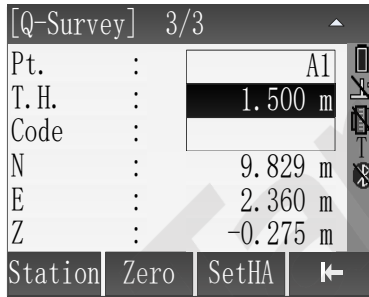 [Q-Survey] 3/3
Pt. : A1
T.H. : 1.500 m
Code :
N : 9.829 m
E : 2.360 m
Z : -0.275 m
T
Station Zero SetHA